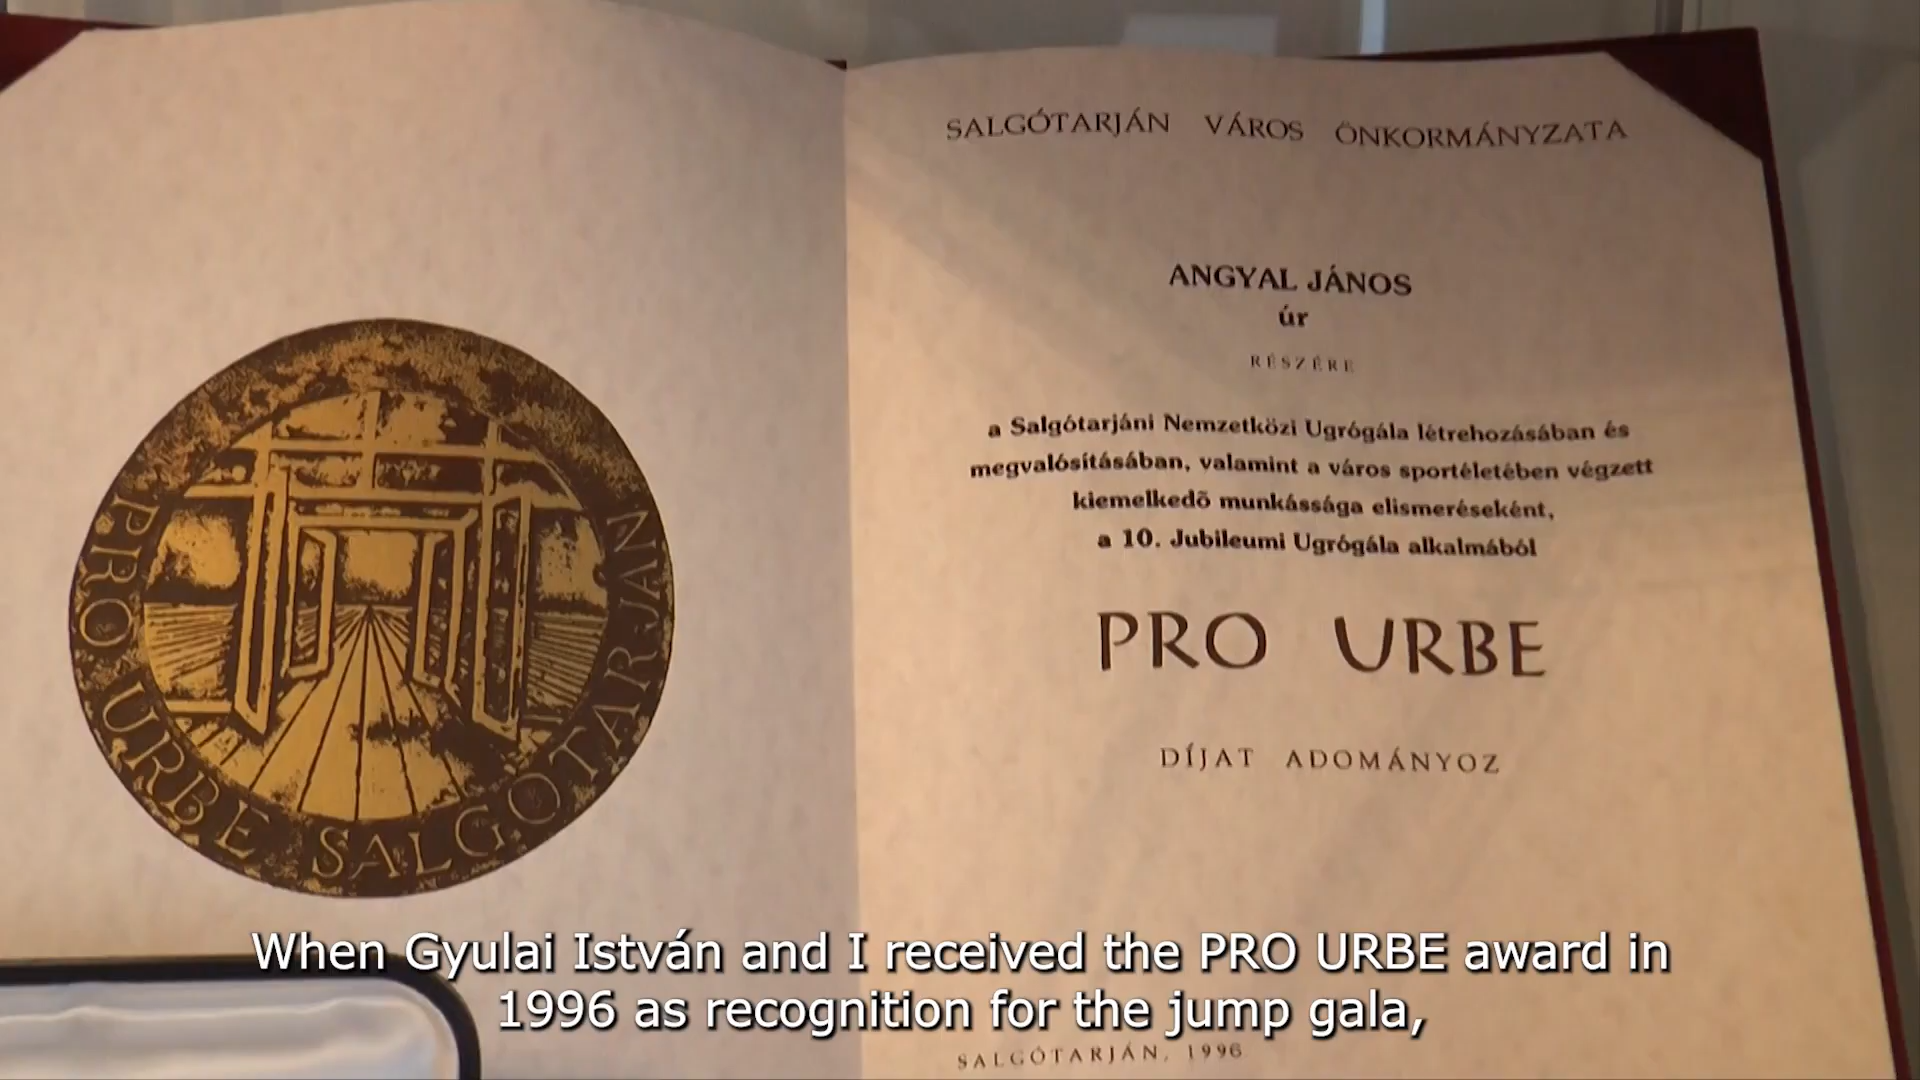 PRO URBE SALGÓTARJÁN
SALGÓTARJÁN VÁROS ÖNKORMÁNYZATA
ANGYAL JÁNOS
úr
RÉSZÉRE
a Salgótarjáni Nemzetközi Ugrógála létrehozásában és
megvalósításában, valamint a város sportéletében végzett
kiemelkedő munkássága elismeréseként,
a 10. Jubileumi Ugrógála alkalmából
PRO URBE
DÍJAT ADOMÁNYOZ
When Gyulai István and I received the PRO URBE award in
1996 as recognition for the jump gala,
SALGÓTARJÁN, 1996